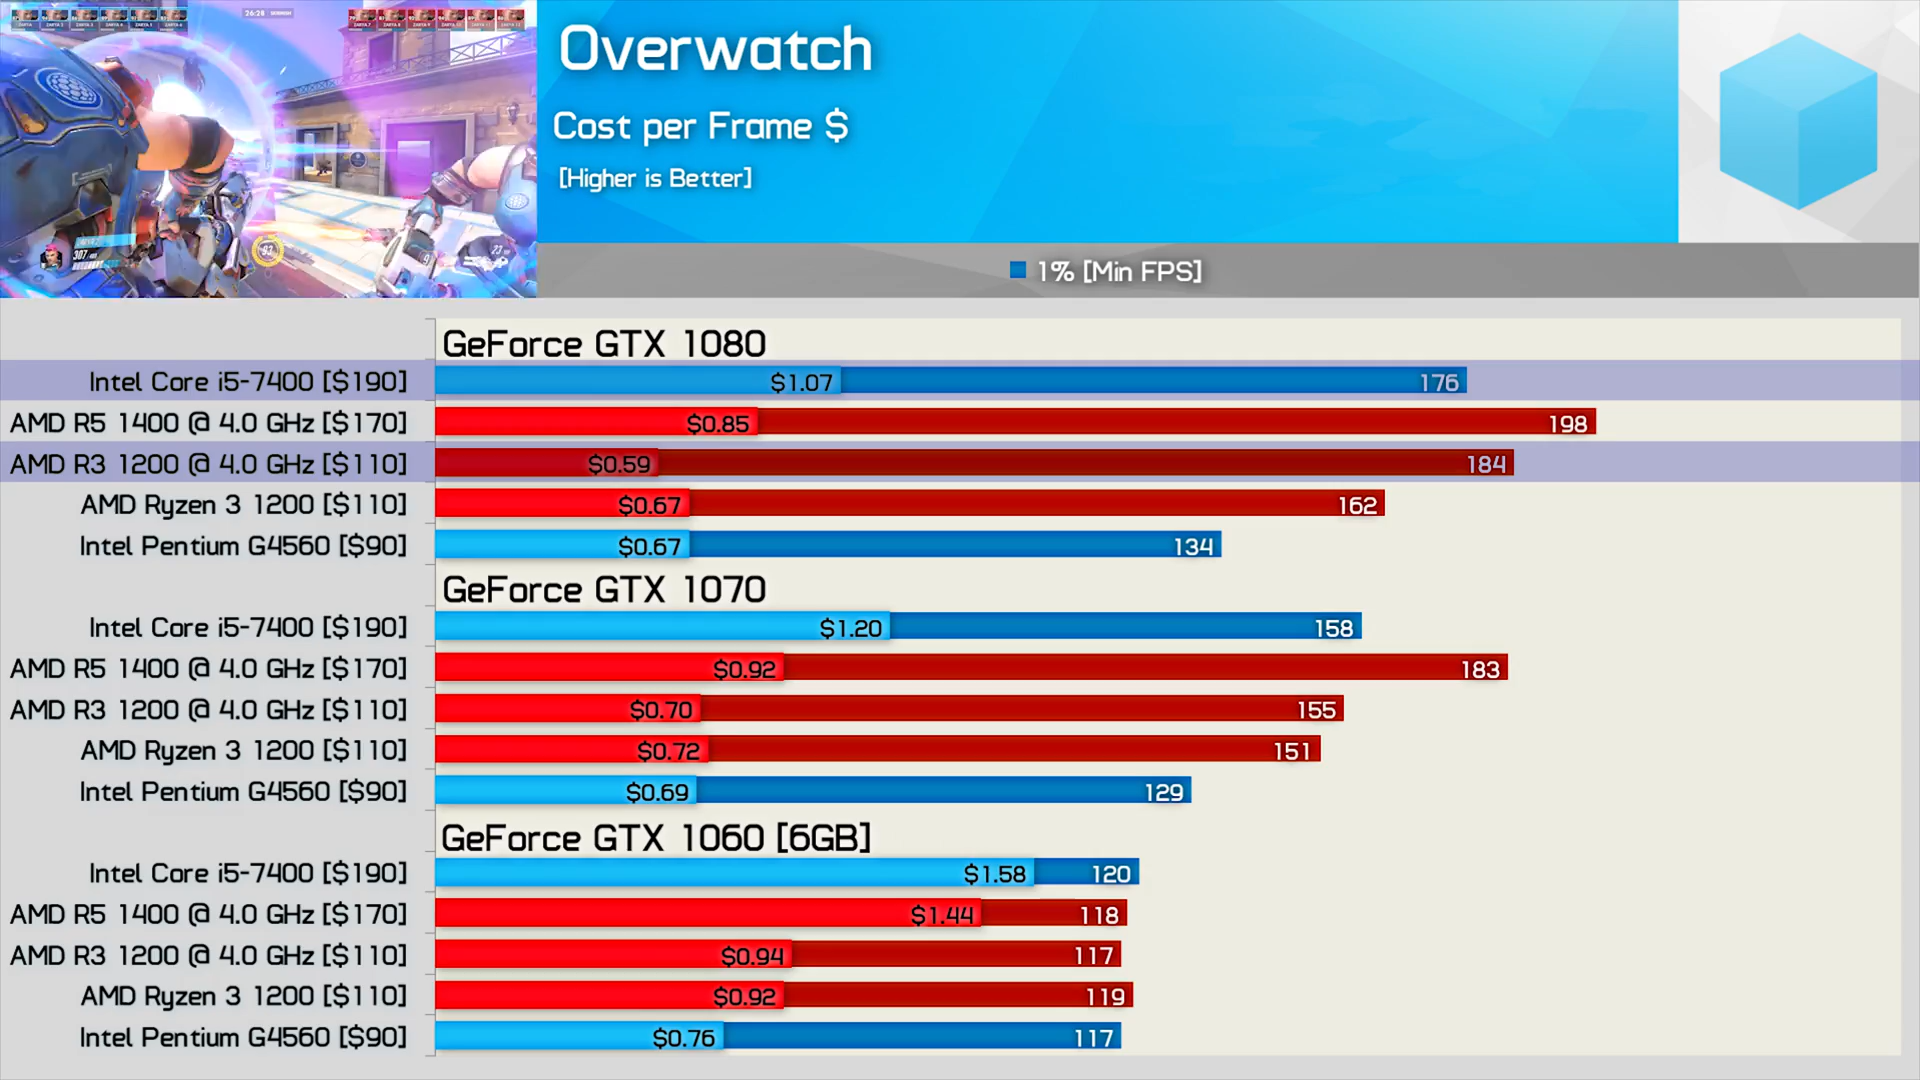 26:28
Overwatch
Cost per Frame $
[Higher is Better]
307
93
9
23
1% [Min FPS]
GeForce GTX 1080
Intel Core i5-7400 [$190] $1.07 176
AMD R5 1400 @ 4.0 GHz [$170] $0.85 198
AMD R3 1200 @ 4.0 GHz [$110] $0.59 184
AMD Ryzen 3 1200 [$110] $0.67 162
Intel Pentium G4560 [$90] $0.67 134
GeForce GTX 1070
Intel Core i5-7400 [$190] $1.20 158
AMD R5 1400 @ 4.0 GHz [$170] $0.92 183
AMD R3 1200 @ 4.0 GHz [$110] $0.70 155
AMD Ryzen 3 1200 [$110] $0.72 151
Intel Pentium G4560 [$90] $0.69 129
GeForce GTX 1060 [6GB]
Intel Core i5-7400 [$190] $1.58 120
AMD R5 1400 @ 4.0 GHz [$170] $1.44 118
AMD R3 1200 @ 4.0 GHz [$110] $0.94 117
AMD Ryzen 3 1200 [$110] $0.92 119
Intel Pentium G4560 [$90] $0.76 117